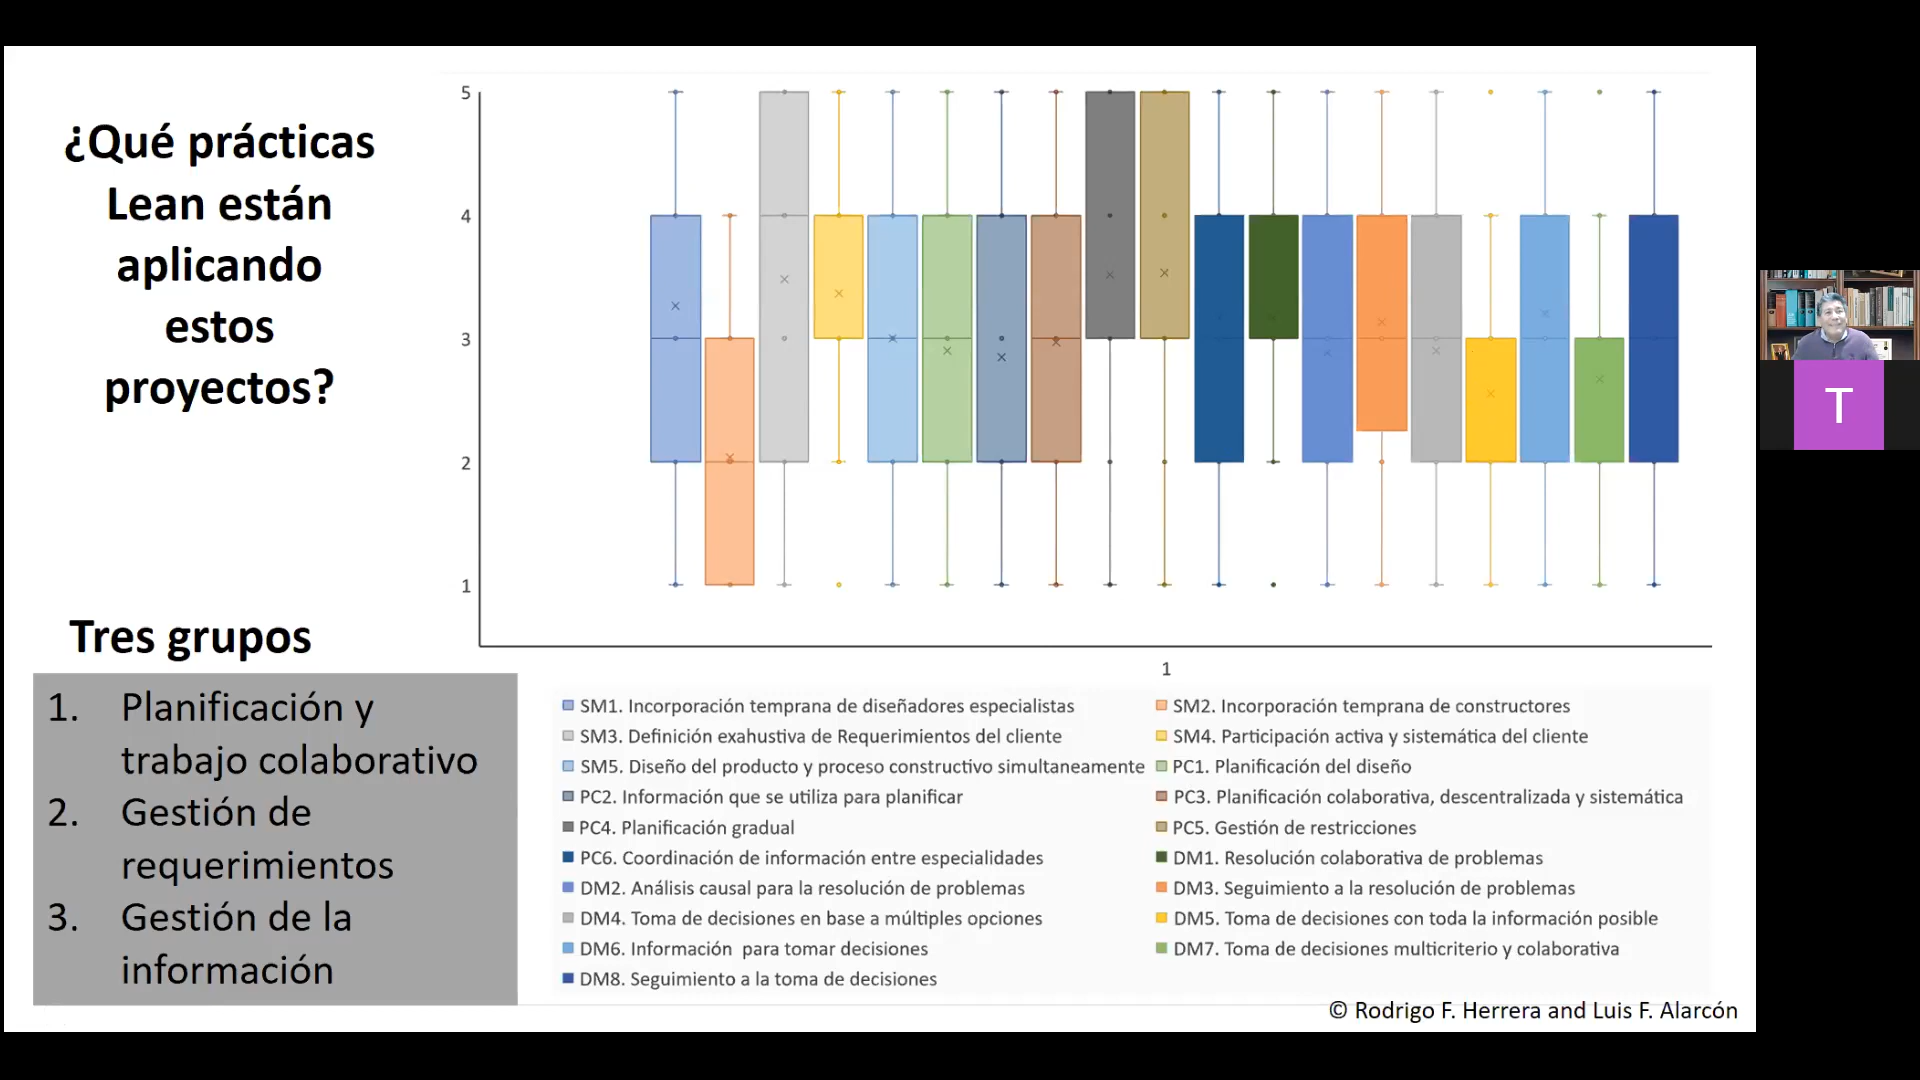 ¿Qué prácticas
Lean están
aplicando
estos
proyectos?
Tres grupos
1. Planificación y
trabajo colaborativo
2. Gestión de
requerimientos
3. Gestión de la
información
5
4
3
2
1
1
SM1. Incorporación temprana de diseñadores especialistas
SM2. Incorporación temprana de constructores
SM3. Definición exahustiva de Requerimientos del cliente
SM4. Participación activa y sistemática del cliente
SM5. Diseño del producto y proceso constructivo simultaneamente
PC1. Planificación del diseño
PC2. Información que se utiliza para planificar
PC3. Planificación colaborativa, descentralizada y sistemática
PC4. Planificación gradual
PC5. Gestión de restricciones
PC6. Coordinación de información entre especialidades
DM1. Resolución colaborativa de problemas
DM2. Análisis causal para la resolución de problemas
DM3. Seguimiento a la resolución de problemas
DM4. Toma de decisiones en base a múltiples opciones
DM5. Toma de decisiones con toda la información posible
DM6. Información  para tomar decisiones
DM7. Toma de decisiones multicriterio y colaborativa
DM8. Seguimiento a la toma de decisiones
© Rodrigo F. Herrera and Luis F. Alarcón
T